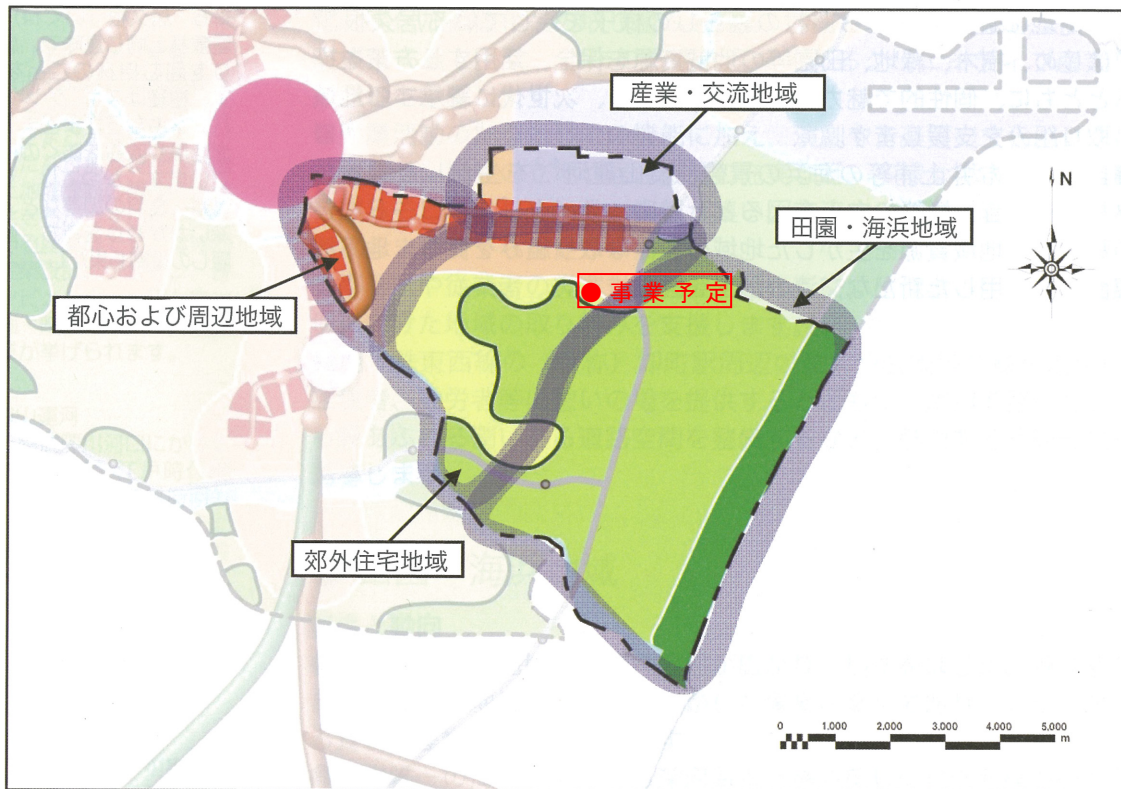 産業・交流地域
N
田園・海浜地域
● 事業予定
都心および周辺地域
郊外住宅地域
0 1,000 2,000 3,000 4,000 5,000
m